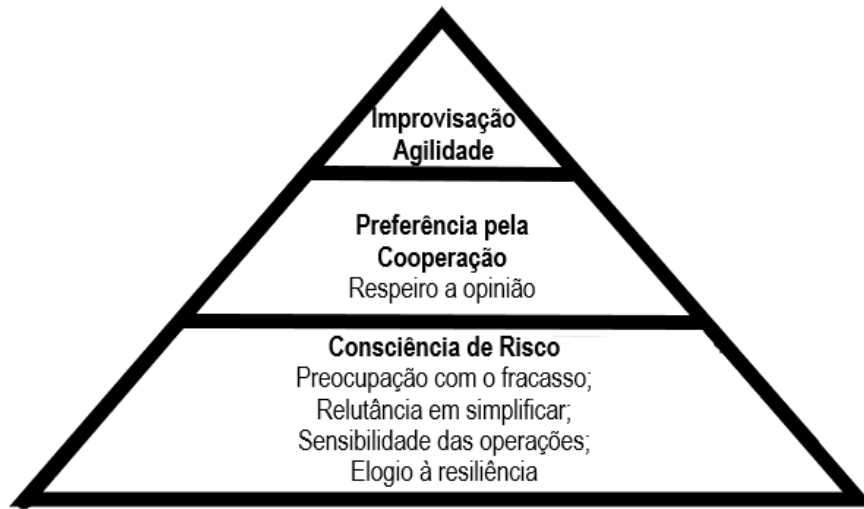 Improvisação
Agilidade
Preferência pela
Cooperação
Respeiro a opinião
Consciência de Risco
Preocupação com o fracasso;
Relutância em simplificar;
Sensibilidade das operações;
Elogio à resiliência